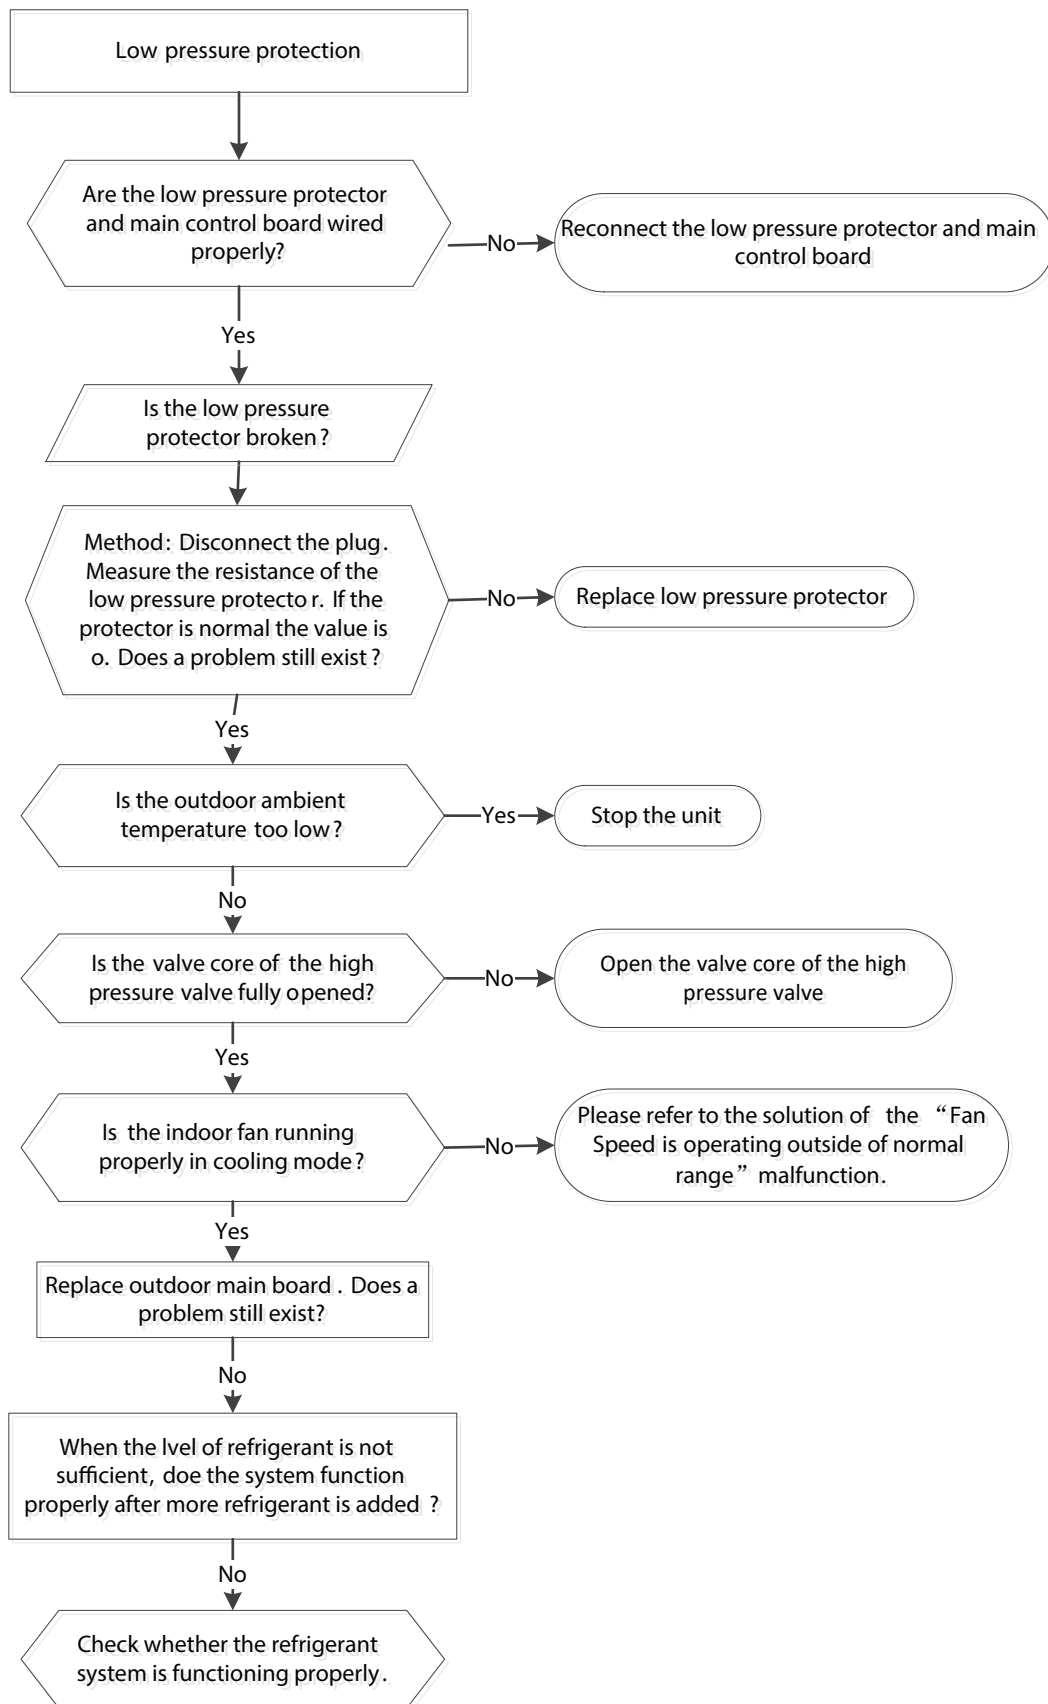 Low pressure protection
Are the low pressure protector
and main control board wired
properly?
No
Reconnect the low pressure protector and main
control board
Yes
Is the low pressure
protector broken?
Method: Disconnect the plug.
Measure the resistance of the
low pressure protecto r. If the
protector is normal the value is
o. Does a problem still exist ?
No
Replace low pressure protector
Yes
Is the outdoor ambient
temperature too low ?
Yes
Stop the unit
No
Is the valve core of the high
pressure valve fully opened?
No
Open the valve core of the high
pressure valve
Yes
Is the indoor fan running
properly in cooling mode?
No
Please refer to the solution of the “Fan
Speed is operating outside of normal
range” malfunction.
Yes
Replace outdoor main board . Does a
problem still exist?
No
When the lvel of refrigerant is not
sufficient, doe the system function
properly after more refrigerant is added ?
No
Check whether the refrigerant
system is functioning properly.